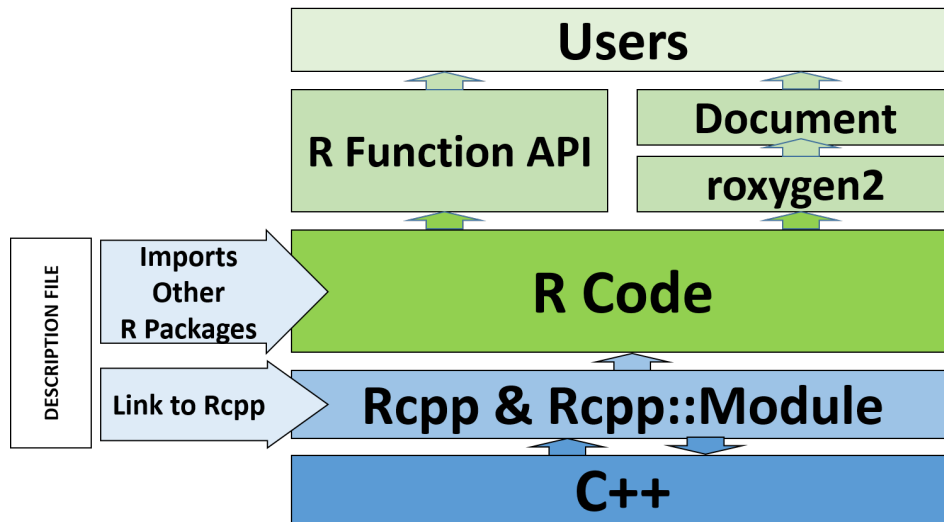 Users
R Function API
Document
roxygen2
DESCRIPTION FILE
Imports
Other
R Packages
R Code
Link to Rcpp
Rcpp & Rcpp::Module
C++